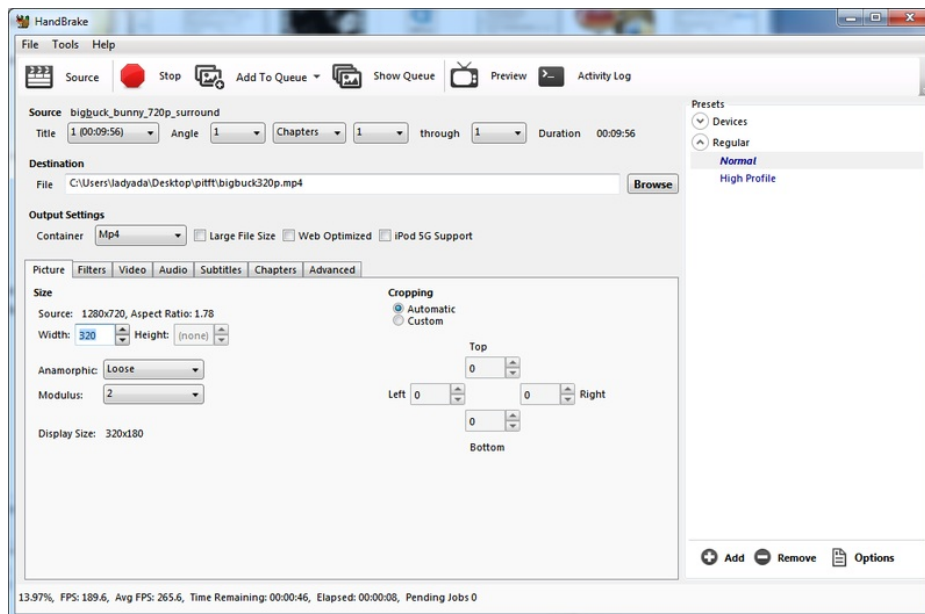 HandBrake
File Tools Help
Source Stop Add To Queue Show Queue Preview Activity Log
Source bigbuck_bunny_720p_surround
Title 1 (00:09:56) Angle 1 Chapters 1 through 1 Duration 00:09:56
Destination
File C:\Users\ladyada\Desktop\pitft\bigbuck320p.mp4 Browse
Output Settings
Container Mp4 Large File Size Web Optimized iPod 5G Support
Picture Filters Video Audio Subtitles Chapters Advanced
Size
Source: 1280x720, Aspect Ratio: 1.78
Width: 320 Height: (none)
Anamorphic: Loose
Modulus: 2
Display Size: 320x180
Cropping
Automatic
Custom
Top
0
Left 0 0 Right
0
Bottom
Presets
Devices
Regular
Normal
High Profile
Add Remove Options
13.97%, FPS: 189.6, Avg FPS: 265.6, Time Remaining: 00:00:46, Elapsed: 00:00:08, Pending Jobs 0